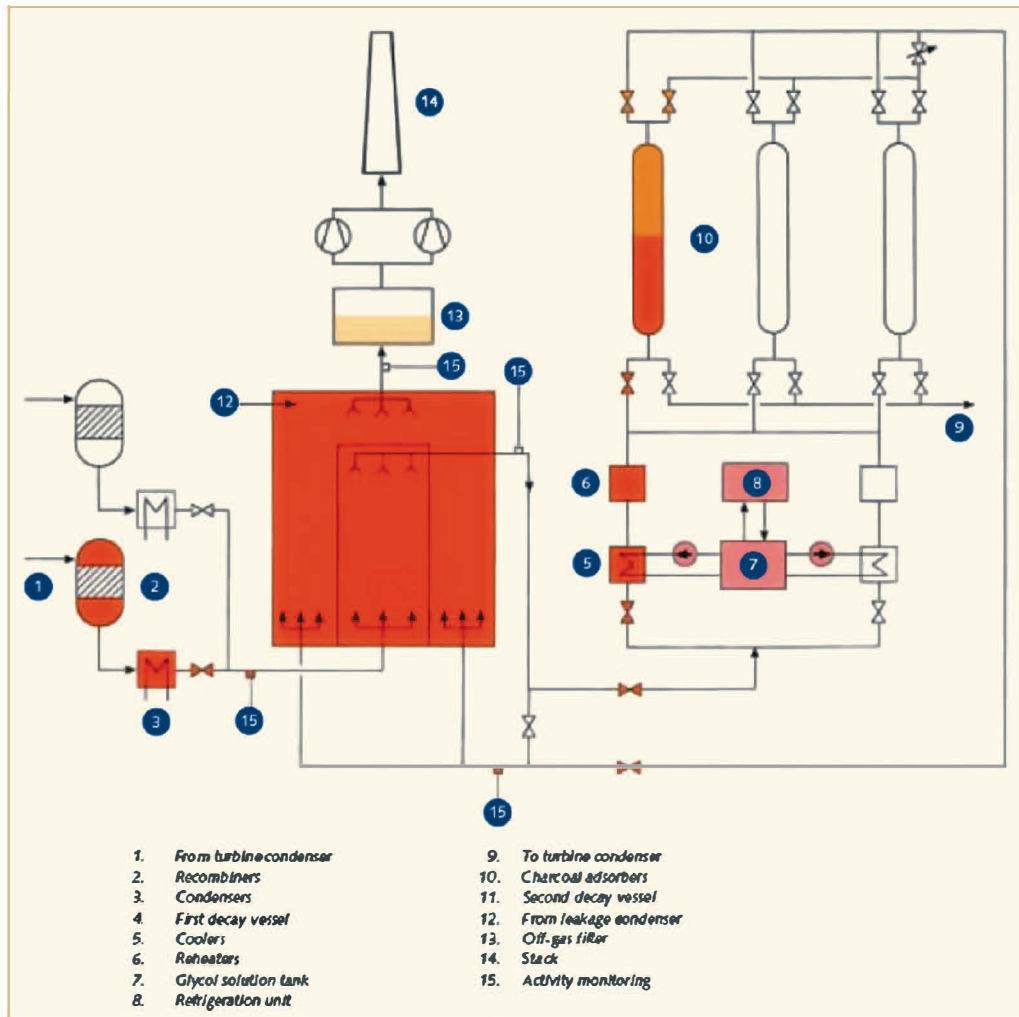 14
10
13
15
15
12
9
6
8
5
7
1
2
3
15
15
1. From turbine condenser
2. Recombiners
3. Condensers
4. First decay vessel
5. Coolers
6. Reheaters
7. Glycol solution tank
8. Refrigeration unit
9. To turbine condenser
10. Charcoal adsorbers
11. Second decay vessel
12. From leakage condenser
13. Off-gas filter
14. Stack
15. Activity monitoring